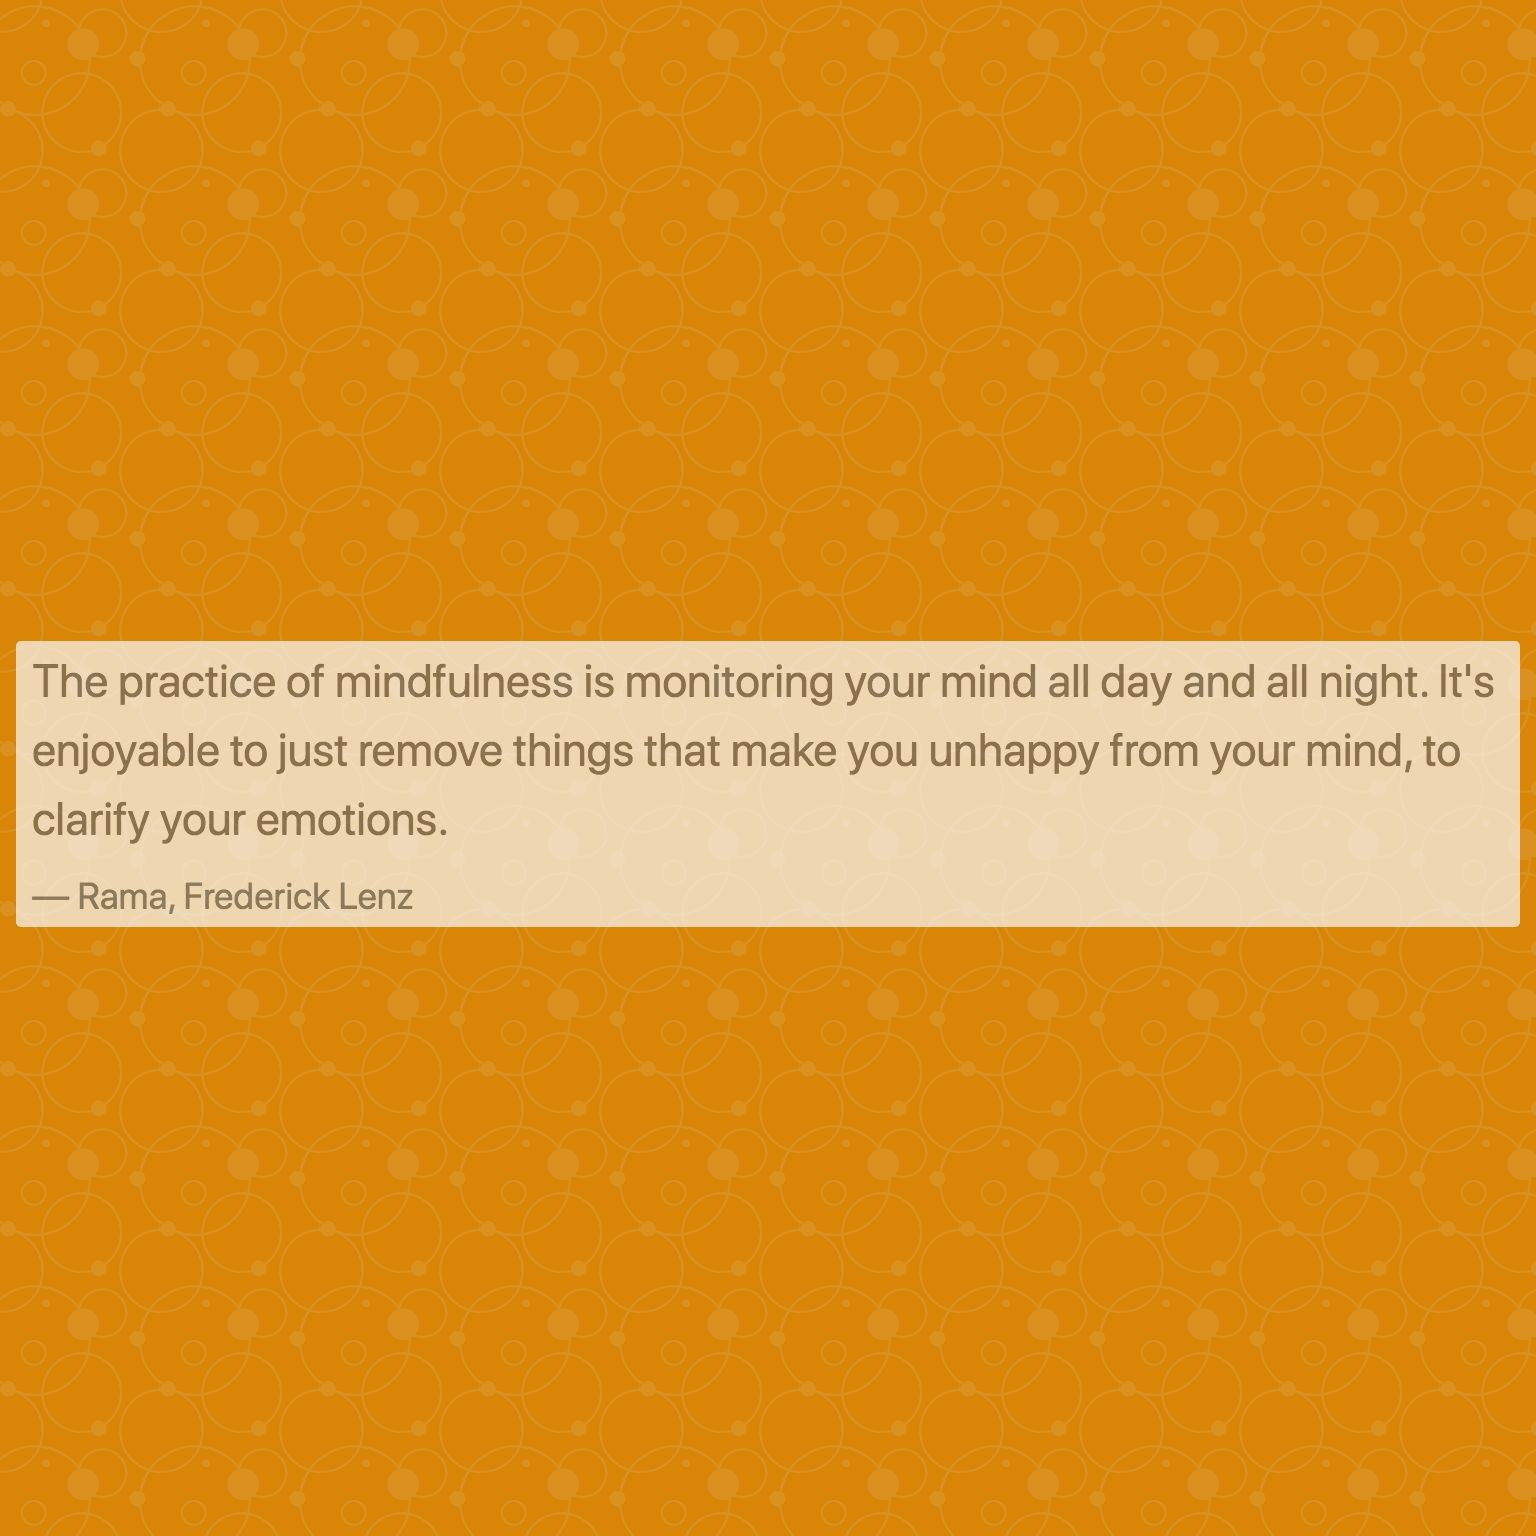 The practice of mindfulness is monitoring your mind all day and all night. It's
enjoyable to just remove things that make you unhappy from your mind, to
clarify your emotions.
— Rama, Frederick Lenz